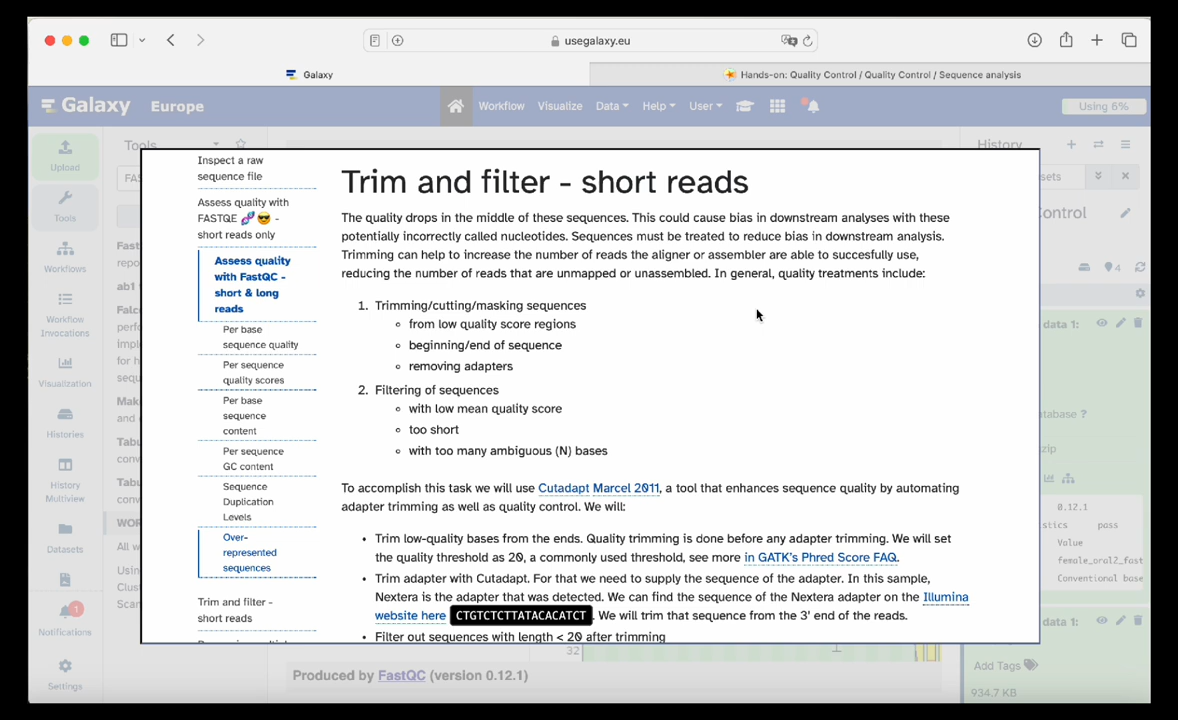 usegalaxy.eu
Galaxy
Hands-on: Quality Control / Quality Control / Sequence analysis
Galaxy Europe
Workflow Visualize Data Help User
Using 6%
Upload
Tools
Workflows
Workflow
Invocations
Visualization
Histories
History
Multiview
Datasets
Notifications
1
Settings
Tools
History
Inspect a raw
sequence file
Assess quality with
FASTQE 🧬 😎 -
short reads only
Assess quality
with FastQC -
short & long
reads
Per base
sequence quality
Per sequence
quality scores
Per base
sequence
content
Per sequence
GC content
Sequence
Duplication
Levels
Over-
represented
sequences
Trim and filter -
short reads
Trim and filter - short reads
The quality drops in the middle of these sequences. This could cause bias in downstream analyses with these
potentially incorrectly called nucleotides. Sequences must be treated to reduce bias in downstream analysis.
Trimming can help to increase the number of reads the aligner or assembler are able to succesfully use,
reducing the number of reads that are unmapped or unassembled. In general, quality treatments include:
1. Trimming/cutting/masking sequences
◦ from low quality score regions
◦ beginning/end of sequence
◦ removing adapters
2. Filtering of sequences
◦ with low mean quality score
◦ too short
◦ with too many ambiguous (N) bases
To accomplish this task we will use Cutadapt Marcel 2011, a tool that enhances sequence quality by automating
adapter trimming as well as quality control. We will:
• Trim low-quality bases from the ends. Quality trimming is done before any adapter trimming. We will set
the quality threshold as 20, a commonly used threshold, see more in GATK's Phred Score FAQ.
• Trim adapter with Cutadapt. For that we need to supply the sequence of the adapter. In this sample,
Nextera is the adapter that was detected. We can find the sequence of the Nextera adapter on the Illumina
website here CTGTCTCTTATACACATCT. We will trim that sequence from the 3' end of the reads.
• Filter out sequences with length < 20 after trimming
32
Produced by FastQC (version 0.12.1)
data 1:
0.12.1
pass
Value
female_oral2_fast
Conventional base
data 1:
Add Tags
934.7 KB